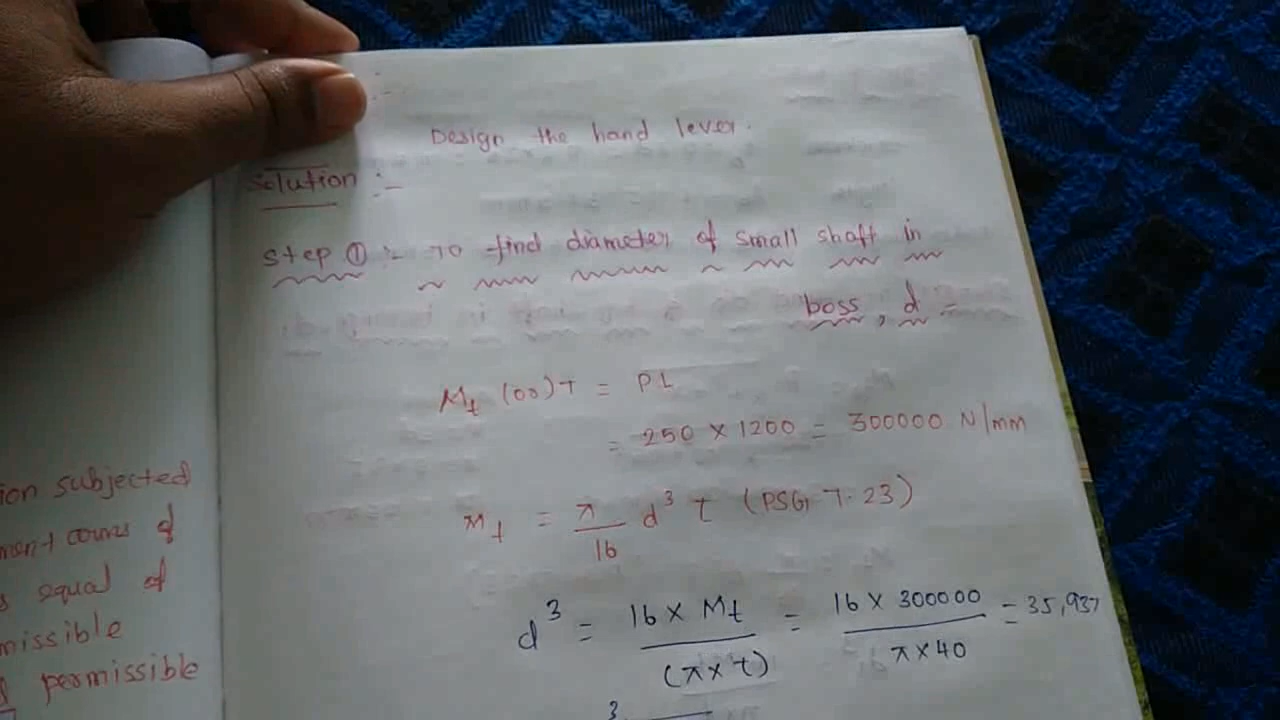 Design the hand lever.
Solution :-
Step ① :- To find diameter of small shaft in
boss, d -
Mt (or) T = PL
= 250 × 1200 = 300000 N/mm
Mt = π/16 d³ τ (PSG 7.23)
d³ = 16 × Mt / (π × τ) = 16 × 300000 / π × 40 = 35,937
3
ion subjected
ment courus of
equal of
missible
permissible